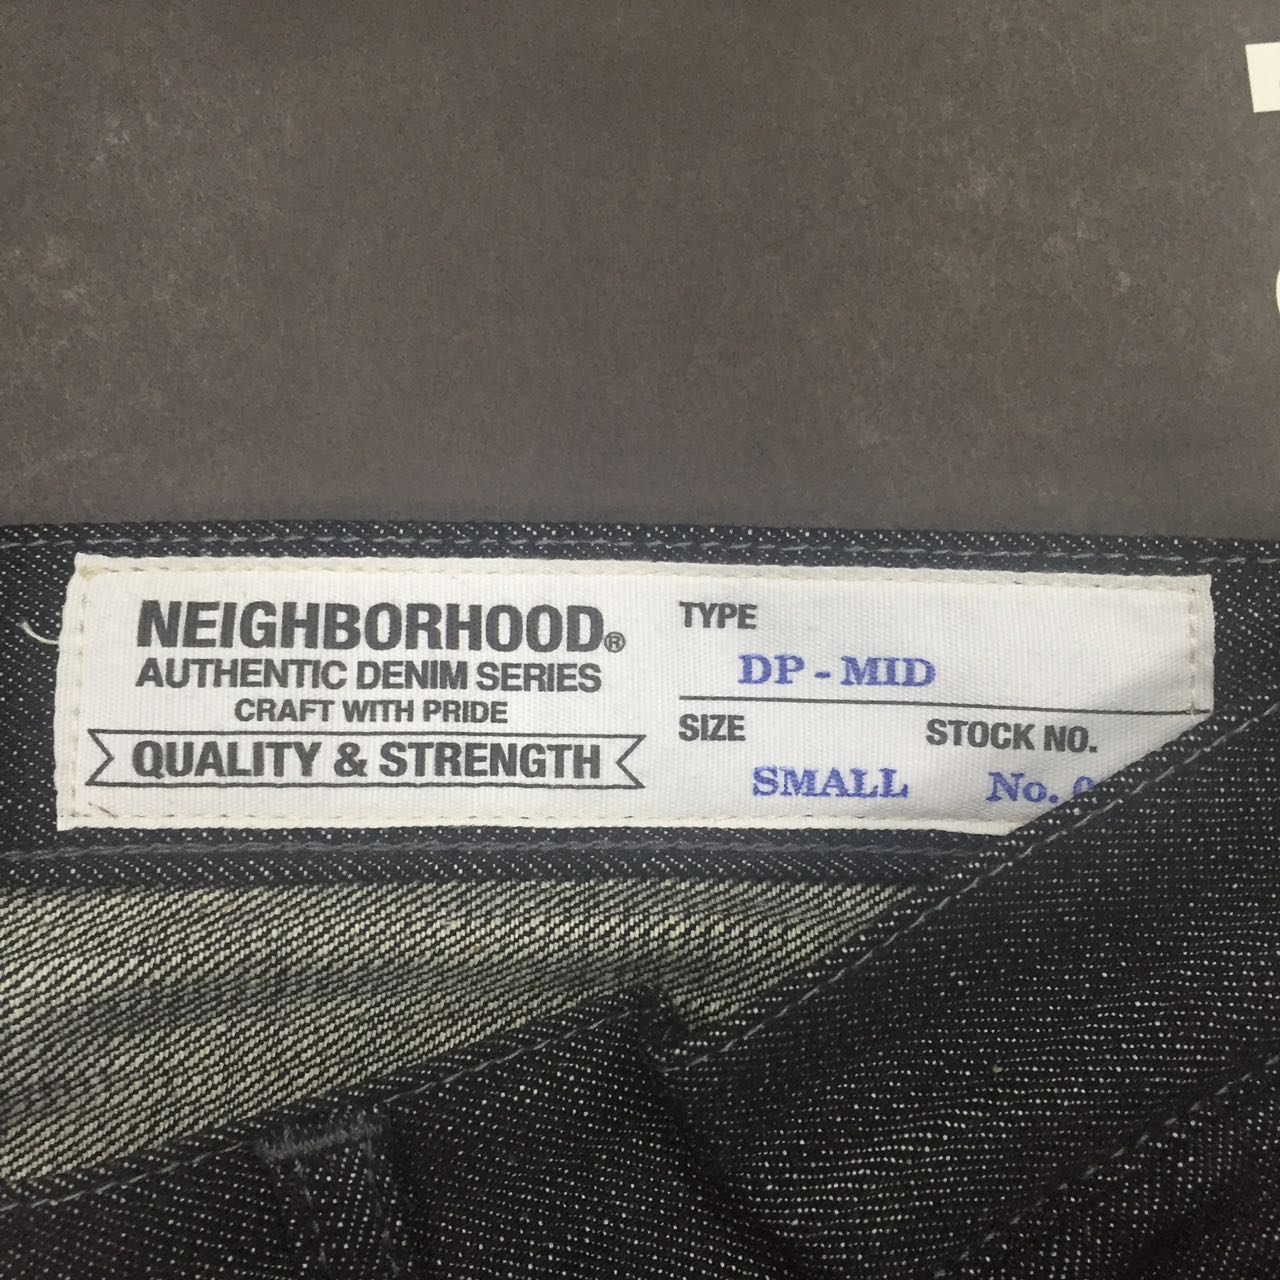 NEIGHBORHOOD®
AUTHENTIC DENIM SERIES
CRAFT WITH PRIDE
QUALITY & STRENGTH
TYPE
DP - MID
SIZE
SMALL
STOCK NO.
No.